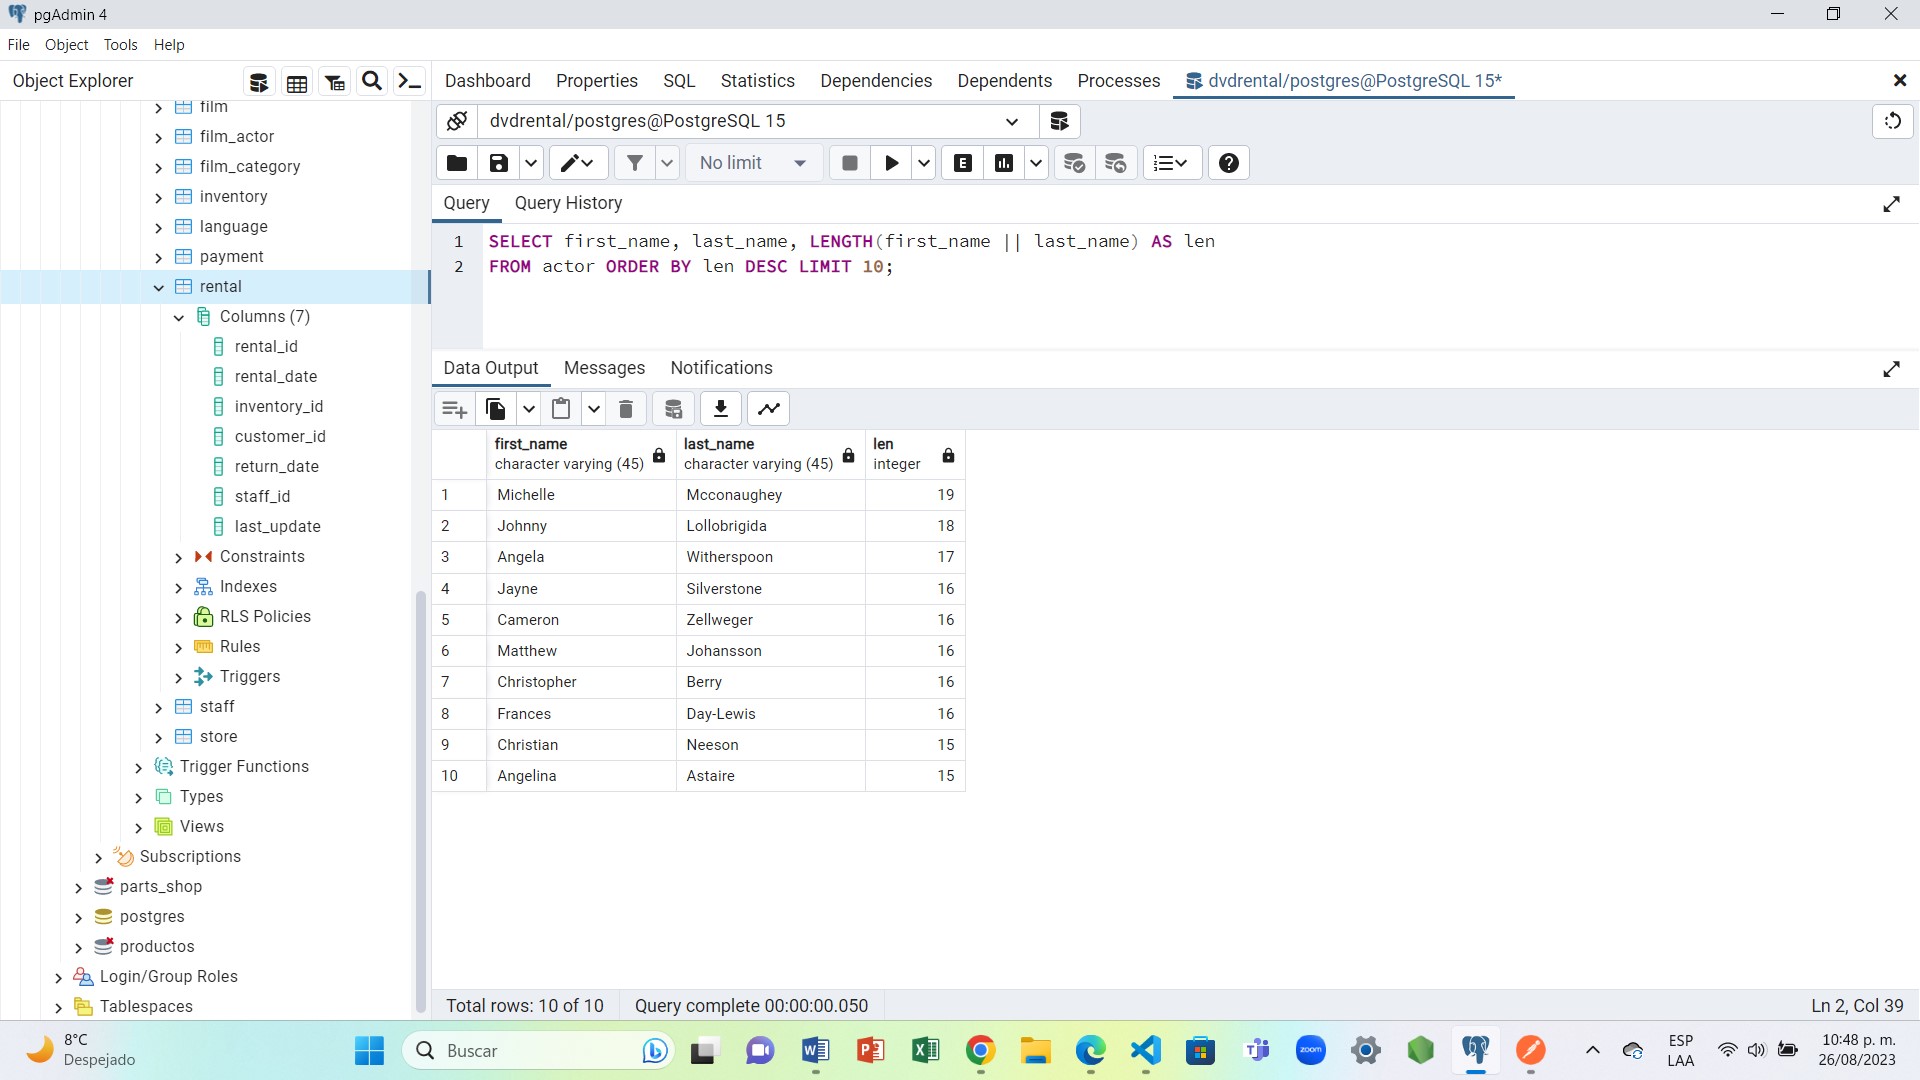 pgAdmin 4
File Object Tools Help
Object Explorer
Dashboard Properties SQL Statistics Dependencies Dependents Processes dvdrental/postgres@PostgreSQL 15*
film
film_actor
film_category
inventory
language
payment
rental
Columns (7)
rental_id
rental_date
inventory_id
customer_id
return_date
staff_id
last_update
Constraints
Indexes
RLS Policies
Rules
Triggers
staff
store
Trigger Functions
Types
Views
Subscriptions
parts_shop
postgres
productos
Login/Group Roles
Tablespaces
dvdrental/postgres@PostgreSQL 15
No limit
E
Query Query History
1 SELECT first_name, last_name, LENGTH(first_name || last_name) AS len
2 FROM actor ORDER BY len DESC LIMIT 10;
Data Output Messages Notifications
first_name last_name len
character varying (45) character varying (45) integer
1 Michelle Mcconaughey 19
2 Johnny Lollobrigida 18
3 Angela Witherspoon 17
4 Jayne Silverstone 16
5 Cameron Zellweger 16
6 Matthew Johansson 16
7 Christopher Berry 16
8 Frances Day-Lewis 16
9 Christian Neeson 15
10 Angelina Astaire 15
Total rows: 10 of 10 Query complete 00:00:00.050 Ln 2, Col 39
8°C
Despejado
Buscar
zoom
ESP
LAA
10:48 p. m.
26/08/2023